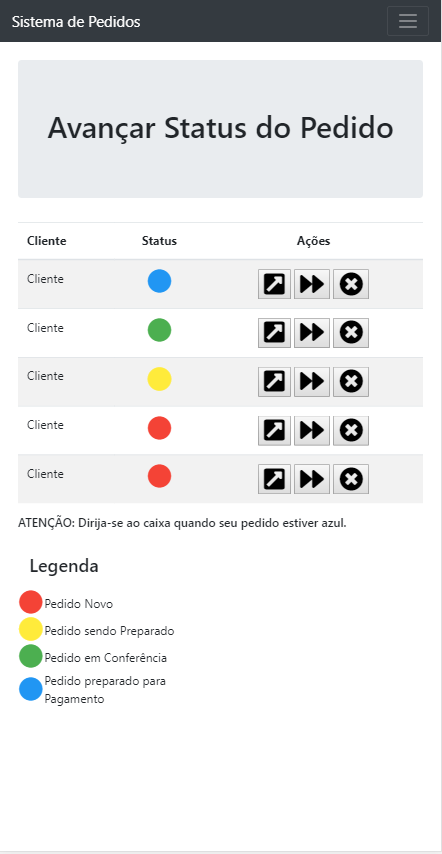 Sistema de Pedidos
Avançar Status do Pedido
Cliente Status Ações
Cliente
Cliente
Cliente
Cliente
Cliente
ATENÇÃO: Dirija-se ao caixa quando seu pedido estiver azul.
Legenda
Pedido Novo
Pedido sendo Preparado
Pedido em Conferência
Pedido preparado para
Pagamento